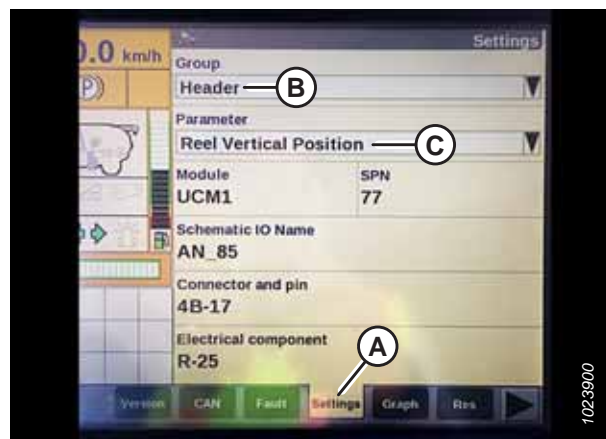 0.0 km/h
Settings
(P)
Group
Header
B
Parameter
Reel Vertical Position
C
Module
SPN
UCM1
77
Schematic IO Name
AN_85
Connector and pin
4B-17
Electrical component
R-25
A
Version CAN Fault Settings Graph Res
1023900